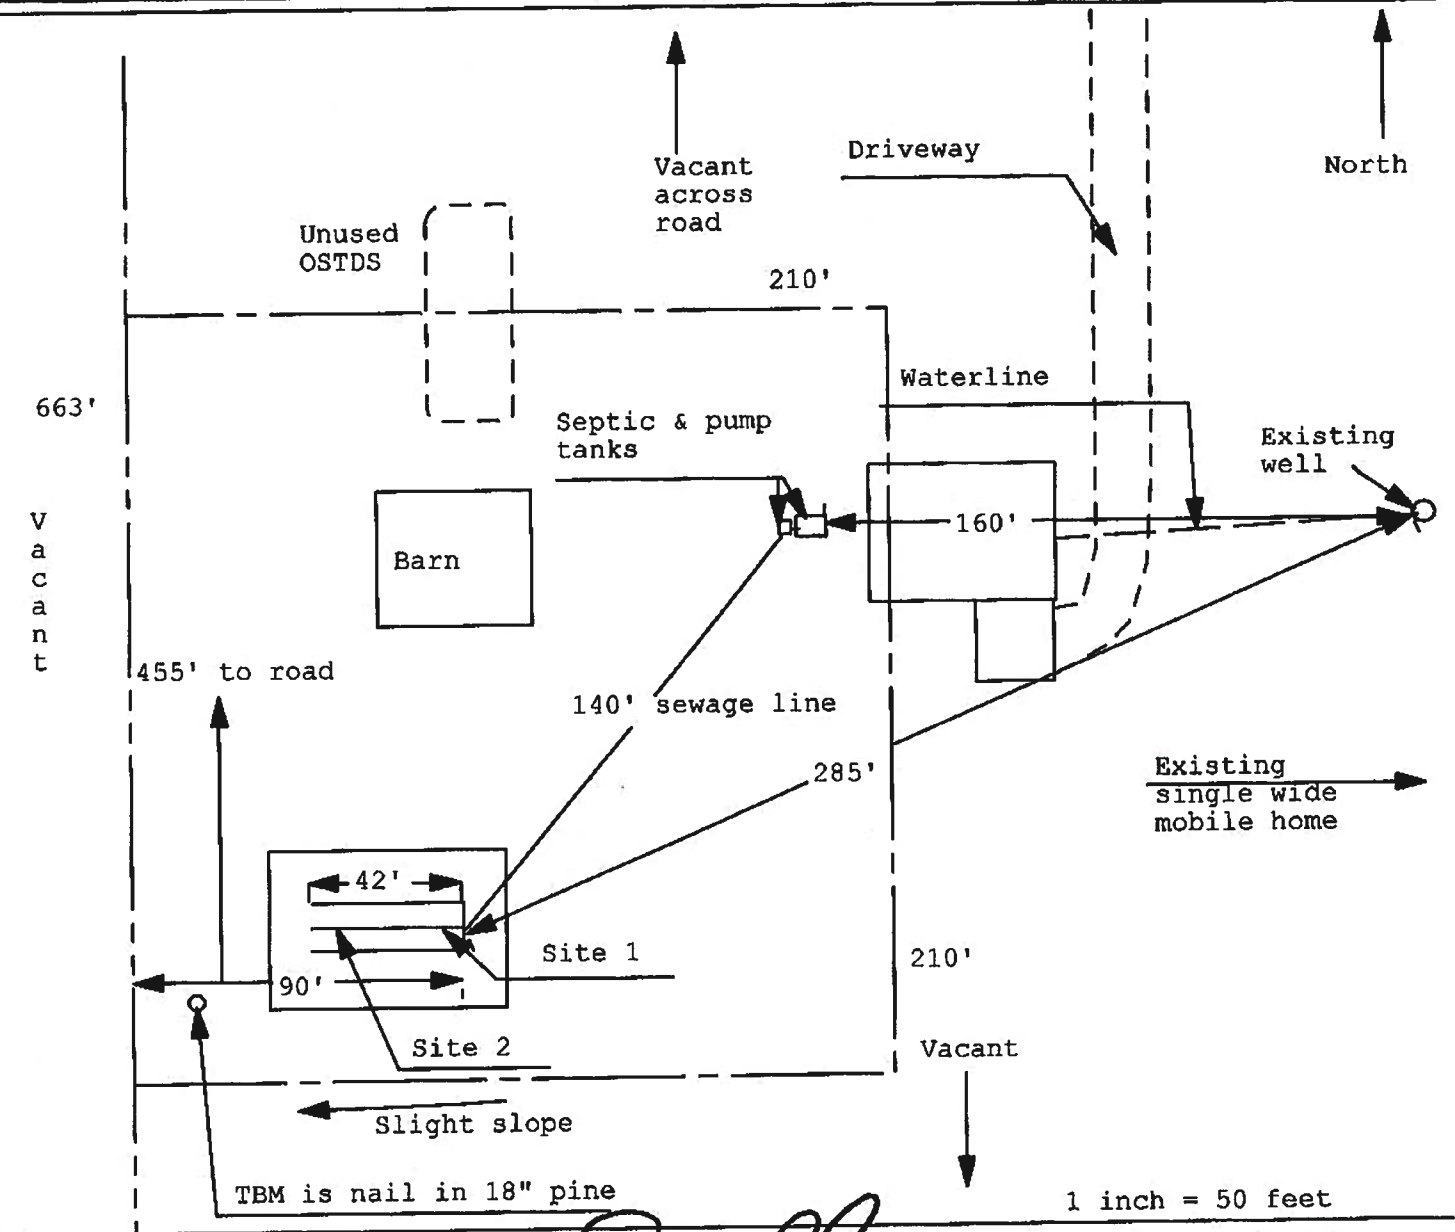 Driveway
North
Vacant
across
road
Unused
OSTDS
210'
Waterline
663'
Septic & pump
tanks
Existing
well
160'
Barn
V
a
c
a
n
t
455' to road
140' sewage line
285'
Existing
single wide
mobile home
42'
Site 1
210'
90'
Site 2
Vacant
Slight slope
TBM is nail in 18" pine
1 inch = 50 feet